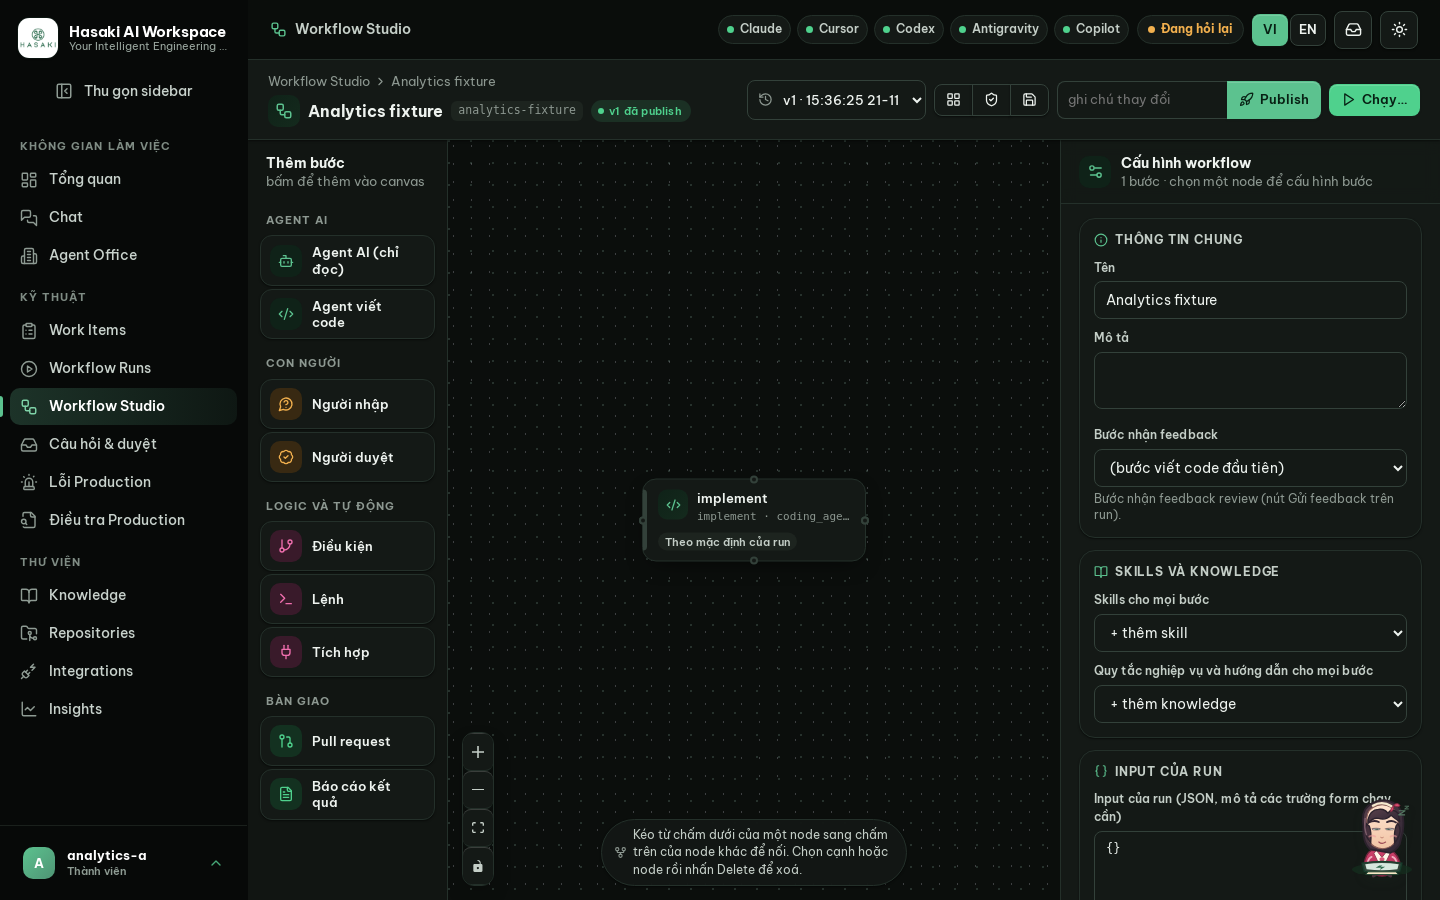 HASAKI
Hasaki AI Workspace
Your Intelligent Engineering ...
Thu gọn sidebar
KHÔNG GIAN LÀM VIỆC
Tổng quan
Chat
Agent Office
KỸ THUẬT
Work Items
Workflow Runs
Workflow Studio
Câu hỏi & duyệt
Lỗi Production
Điều tra Production
THƯ VIỆN
Knowledge
Repositories
Integrations
Insights
A
analytics-a
Thành viên
Workflow Studio
Claude
Cursor
Codex
Antigravity
Copilot
Đang hỏi lại
VI
EN
Workflow Studio > Analytics fixture
Analytics fixture
analytics-fixture
v1 đã publish
v1 · 15:36:25 21-11
ghi chú thay đổi
Publish
Chạy...
Thêm bước
bấm để thêm vào canvas
AGENT AI
Agent AI (chỉ
đọc)
Agent viết
code
CON NGƯỜI
Người nhập
Người duyệt
LOGIC VÀ TỰ ĐỘNG
Điều kiện
Lệnh
Tích hợp
BÀN GIAO
Pull request
Báo cáo kết
quả
implement
implement · coding_age…
Theo mặc định của run
Kéo từ chấm dưới của một node sang chấm
trên của node khác để nối. Chọn cạnh hoặc
node rồi nhấn Delete để xoá.
Cấu hình workflow
1 bước · chọn một node để cấu hình bước
THÔNG TIN CHUNG
Tên
Analytics fixture
Mô tả
Bước nhận feedback
(bước viết code đầu tiên)
Bước nhận feedback review (nút Gửi feedback trên
run).
SKILLS VÀ KNOWLEDGE
Skills cho mọi bước
+ thêm skill
Quy tắc nghiệp vụ và hướng dẫn cho mọi bước
+ thêm knowledge
INPUT CỦA RUN
Input của run (JSON, mô tả các trường form chạy
cần)
{}